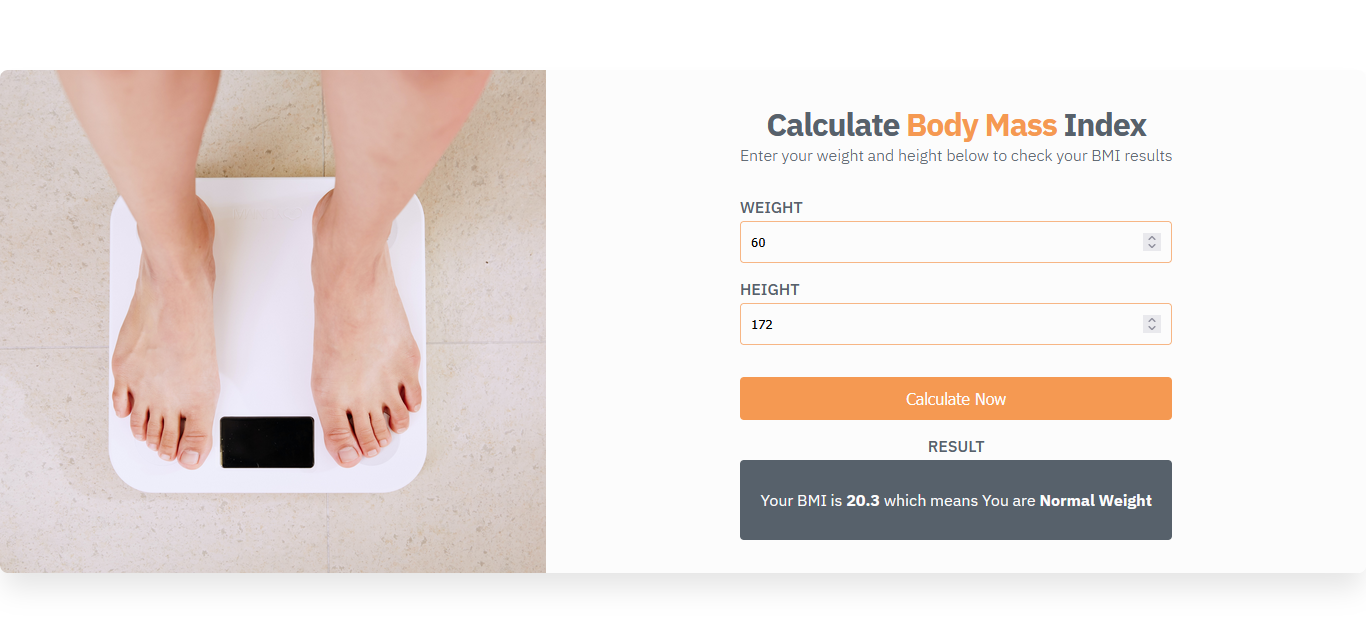 Calculate Body Mass Index
Enter your weight and height below to check your BMI results
WEIGHT
60
HEIGHT
172
Calculate Now
RESULT
Your BMI is 20.3 which means You are Normal Weight